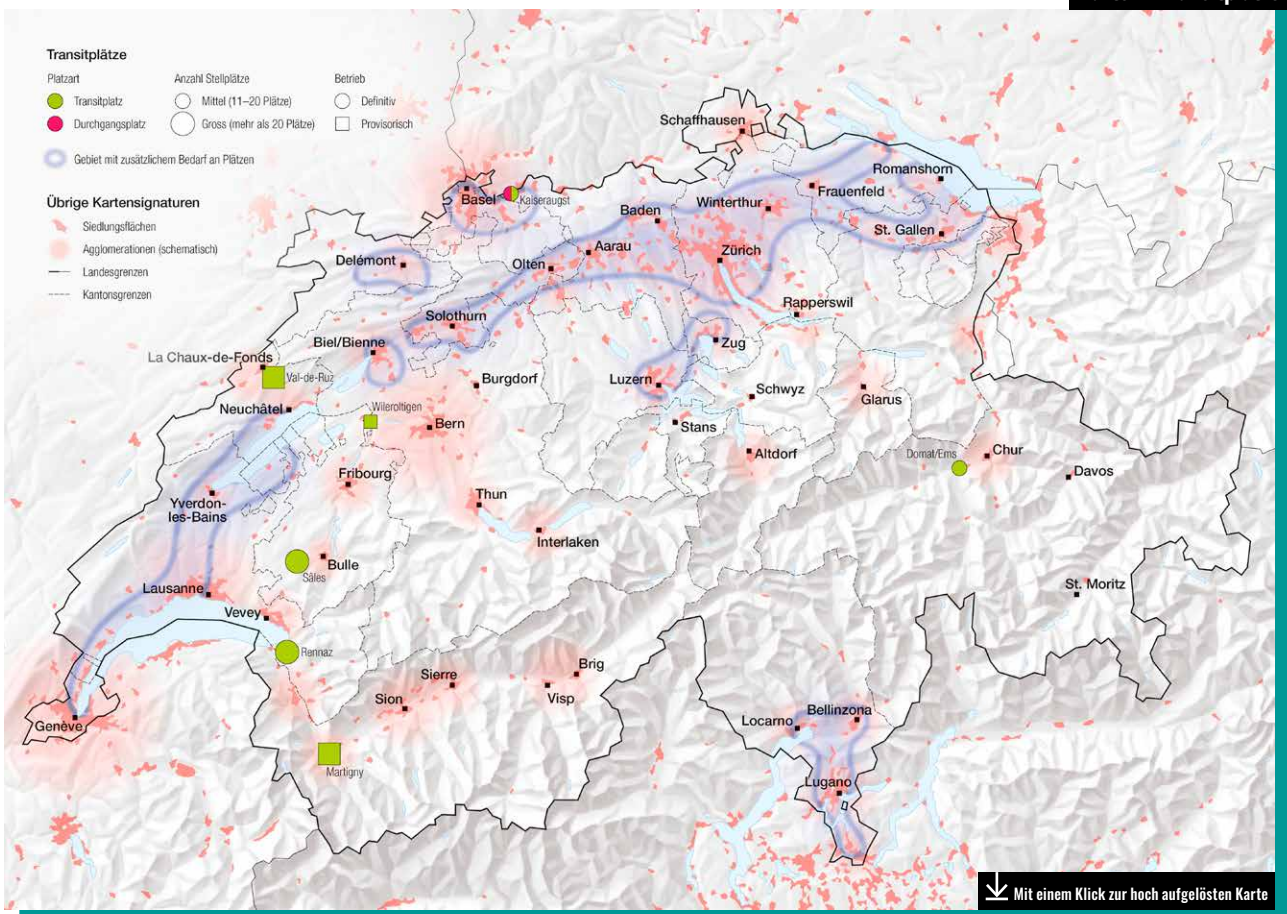 Transitplätze
Platzart
Anzahl Stellplätze
Betrieb
Transitplatz
Mittel (11–20 Plätze)
Definitiv
Durchgangsplatz
Gross (mehr als 20 Plätze)
Provisorisch
Gebiet mit zusätzlichem Bedarf an Plätzen
Übrige Kartensignaturen
Siedlungsflächen
Agglomerationen (schematisch)
Landesgrenzen
Kantonsgrenzen
Schaffhausen
Romanshorn
Frauenfeld
Basel
Kaiseraugst
Winterthur
Baden
St. Gallen
Aarau
Zürich
Delémont
Olten
Rapperswil
Solothurn
Biel/Bienne
Zug
La Chaux-de-Fonds
Val-de-Ruz
Burgdorf
Luzern
Schwyz
Glarus
Neuchâtel
Wileroltigen
Bern
Stans
Altdorf
Domat/Ems
Chur
Davos
Fribourg
Yverdon-
les-Bains
Thun
Interlaken
Bulle
Sâles
Lausanne
St. Moritz
Vevey
Rennaz
Sierre
Brig
Sion
Visp
Genève
Locarno
Bellinzona
Martigny
Lugano
Mit einem Klick zur hoch aufgelösten Karte